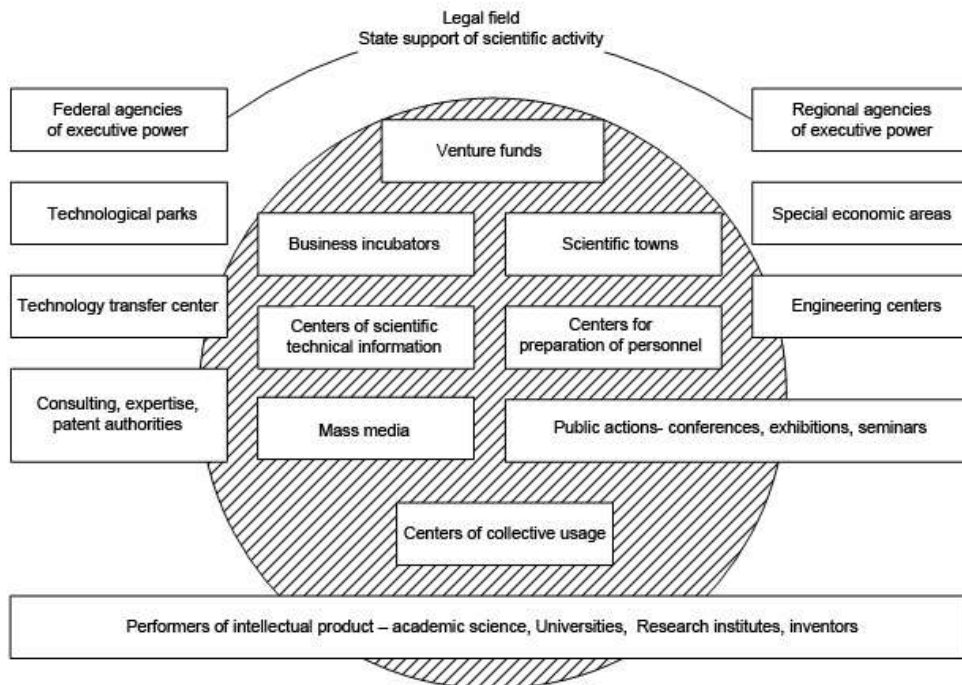 Legal field
State support of scientific activity
Federal agencies
of executive power
Regional agencies
of executive power
Venture funds
Technological parks
Special economic areas
Business incubators
Scientific towns
Technology transfer center
Engineering centers
Centers of scientific
technical information
Centers for
preparation of personnel
Consulting, expertise,
patent authorities
Mass media
Public actions- conferences, exhibitions, seminars
Centers of collective usage
Performers of intellectual product – academic science, Universities, Research institutes, inventors